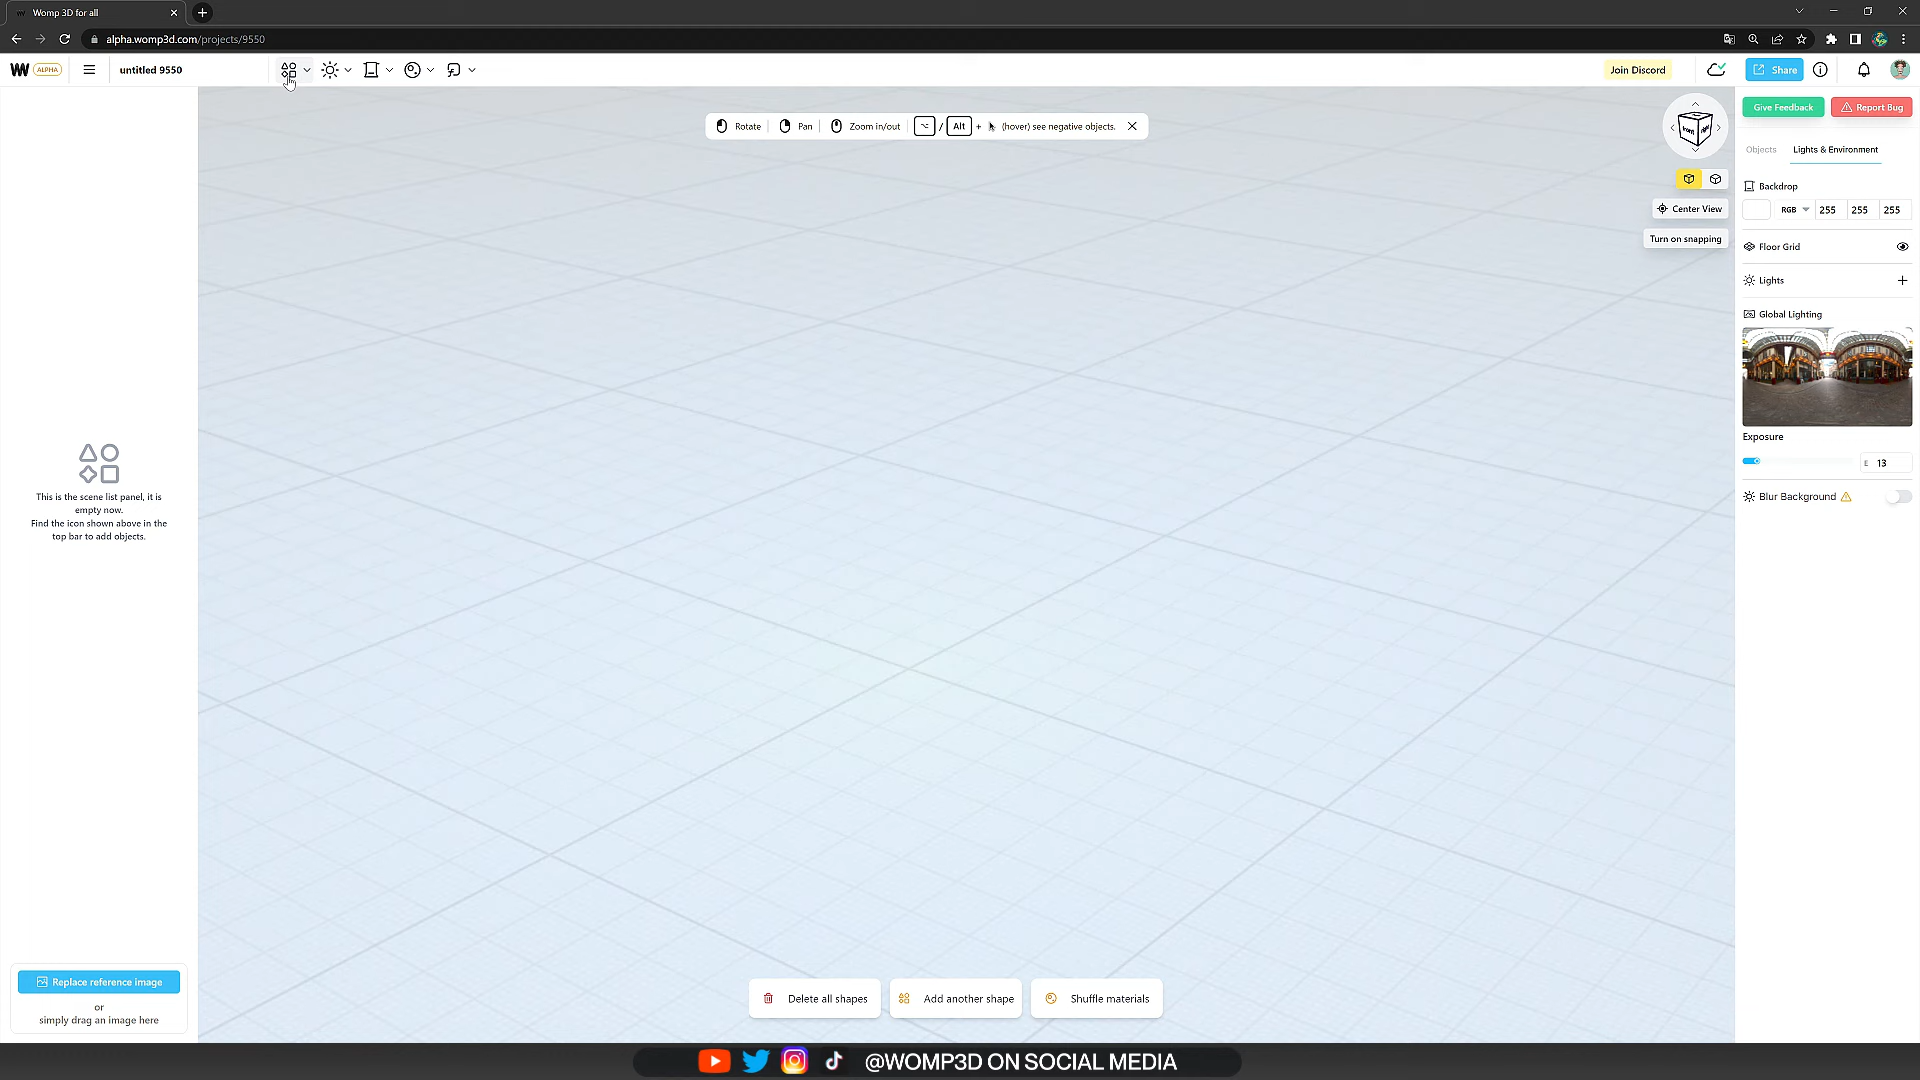 Womp 3D for all
alpha.womp3d.com/projects/9550
W ALPHA
untitled 9550
Join Discord
Share
Rotate
Pan
Zoom in/out
⌥ / Alt + (hover) see negative objects.
front
right
Center View
Turn on snapping
Give Feedback
Report Bug
Objects
Lights & Environment
Backdrop
RGB 255 255 255
Floor Grid
Lights
Global Lighting
Exposure
E 13
Blur Background
This is the scene list panel, it is
empty now.
Find the icon shown above in the
top bar to add objects.
Replace reference image
or
simply drag an image here
Delete all shapes
Add another shape
Shuffle materials
@WOMP3D ON SOCIAL MEDIA